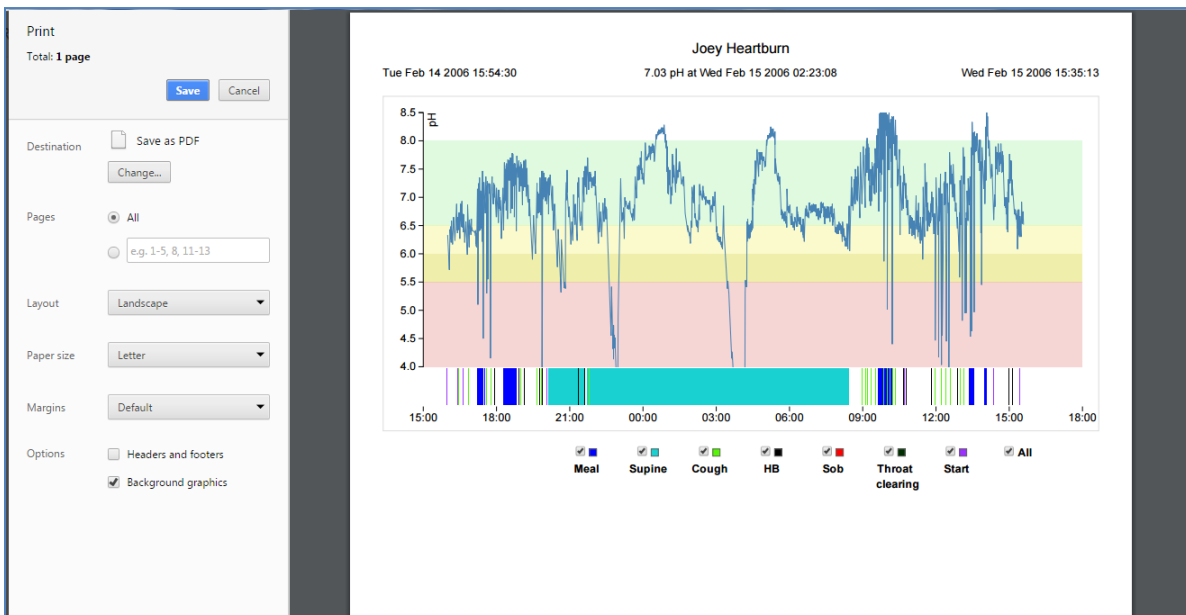 Print
Total: 1 page
Save Cancel
Destination Save as PDF
Change...
Pages All
e.g. 1-5, 8, 11-13
Layout Landscape
Paper size Letter
Margins Default
Options Headers and footers
Background graphics
Joey Heartburn
Tue Feb 14 2006 15:54:30 7.03 pH at Wed Feb 15 2006 02:23:08 Wed Feb 15 2006 15:35:13
pH
8.5
8.0
7.5
7.0
6.5
6.0
5.5
5.0
4.5
4.0
15:00 18:00 21:00 00:00 03:00 06:00 09:00 12:00 15:00 18:00
Meal Supine Cough HB Sob Throat clearing Start All